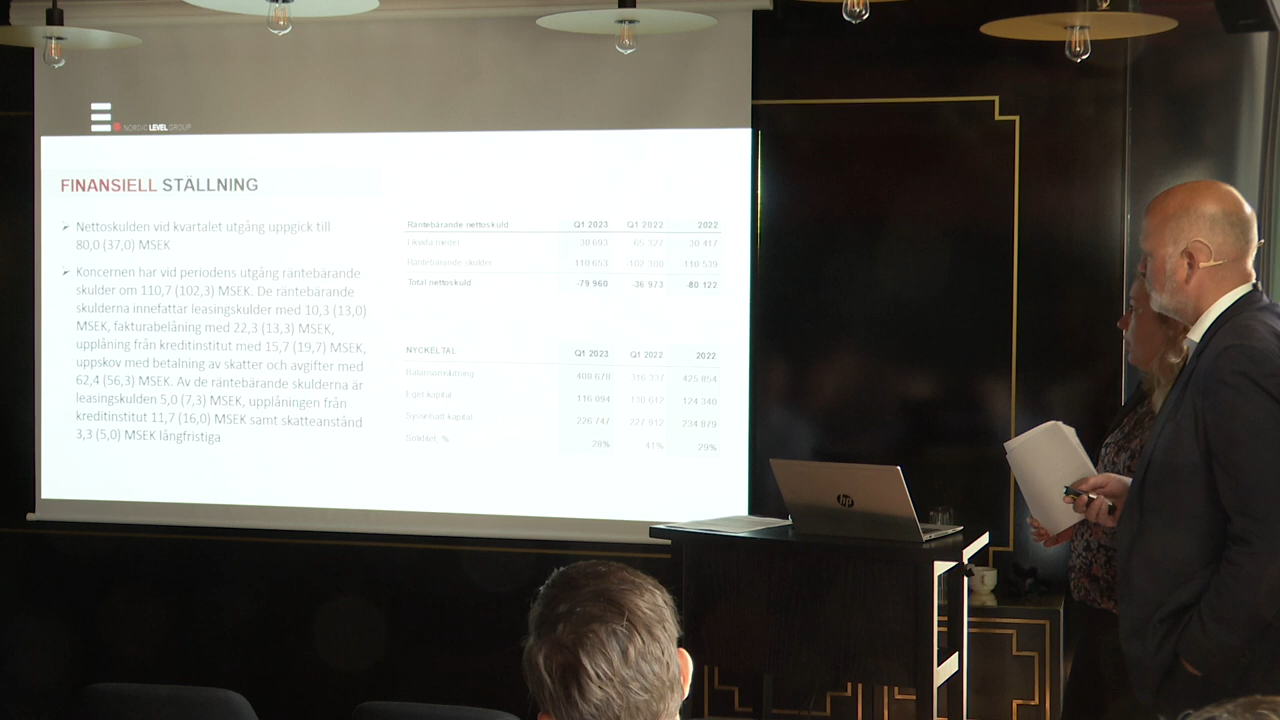 NORDIC LEVEL GROUP
FINANSIELL STÄLLNING
Nettoskulden vid kvartalet utgång uppgick till
80,0 (37,0) MSEK
Koncernen har vid periodens utgång räntebärande
skulder om 110,7 (102,3) MSEK. De räntebärande
skulderna innefattar leasingskulder med 10,3 (13,0)
MSEK, fakturabelåning med 22,3 (13,3) MSEK,
upplåning från kreditinstitut med 15,7 (19,7) MSEK,
uppskov med betalning av skatter och avgifter med
62,4 (56,3) MSEK. Av de räntebärande skulderna är
leasingskulden 5,0 (7,3) MSEK, upplåningen från
kreditinstitut 11,7 (16,0) MSEK samt skatteanstånd
3,3 (5,0) MSEK långfristiga
Räntebärande nettoskuld Q1 2023 Q1 2022 2022
Likvida medel 30 693 65 327 30 417
Räntebärande skulder -110 653 -102 300 -110 539
Total nettoskuld -79 960 -36 973 -80 122
NYCKELTAL Q1 2023 Q1 2022 2022
Balansomslutning 408 678 316 337 425 854
Eget kapital 116 094 124 340
Sysselsatt kapital 226 747 227 912 234 879
Soliditet, % 28% 41% 29%
hp